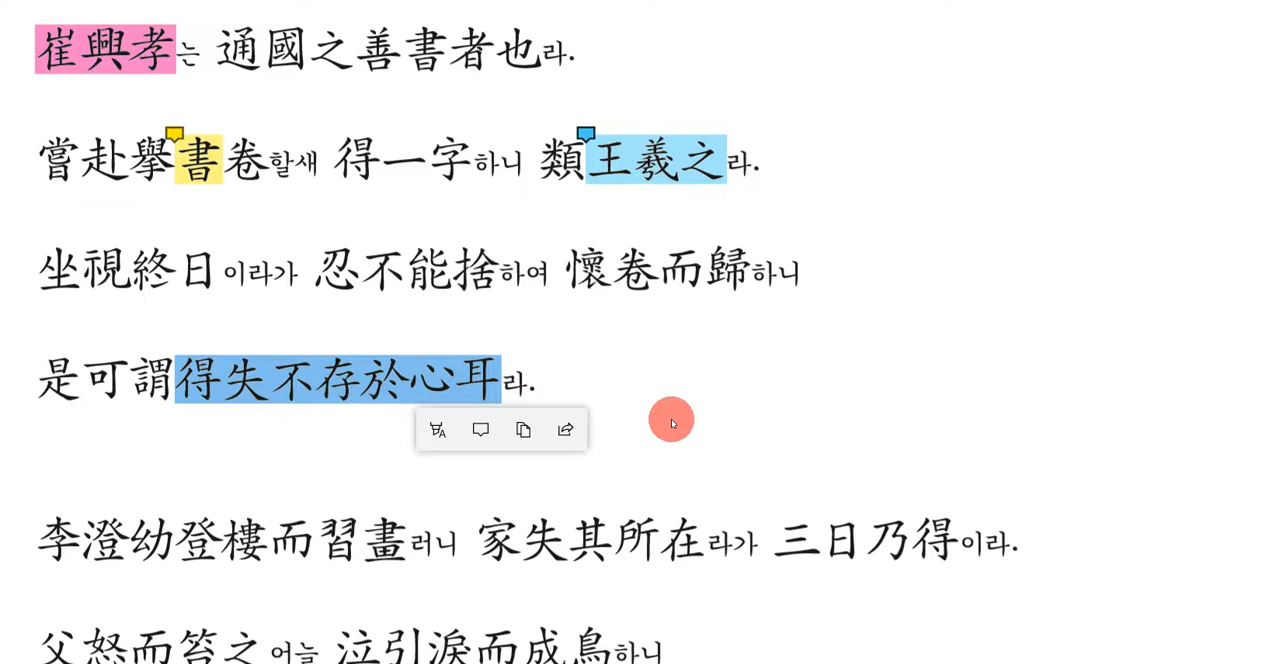 崔興孝는 通國之善書者也라.
嘗赴擧書卷할새 得一字하니 類王羲之라.
坐視終日이라가 忍不能捨하여 懷卷而歸하니
是可謂得失不存於心耳라.
李澄幼登樓而習畫러니 家失其所在라가 三日乃得이라.
父怒而笞之어늘 泣引淚而成鳥하니